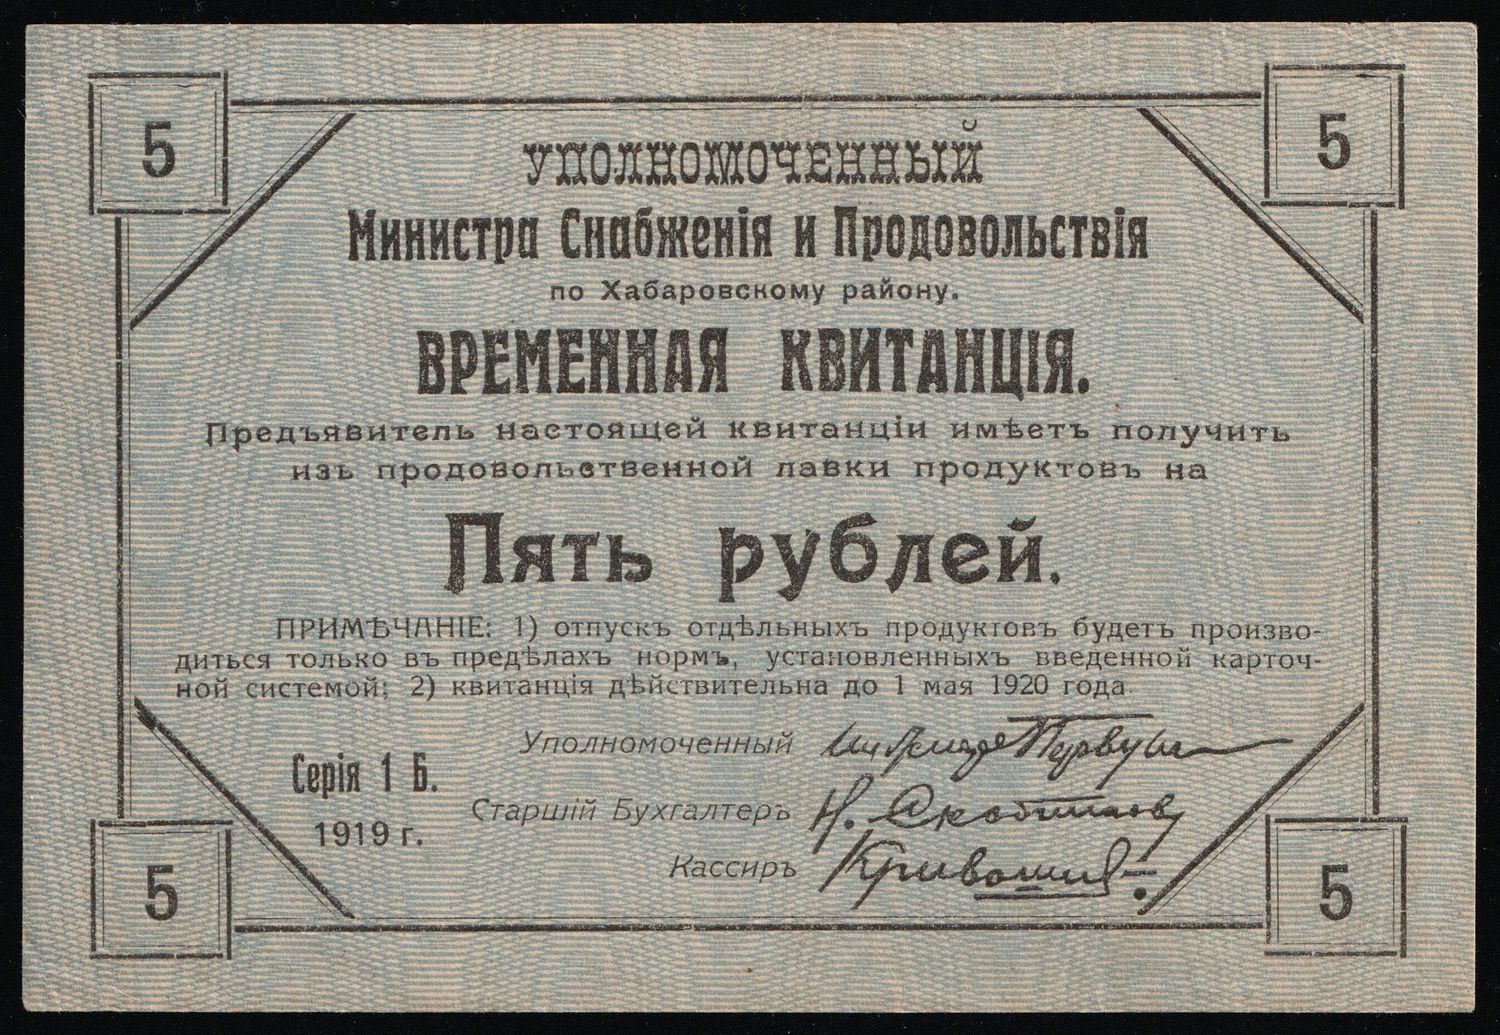 5
5
УПОЛНОМОЧЕННЫЙ
Министра Снабженія и Продовольствія
по Хабаровскому району.
ВРЕМЕННАЯ КВИТАНЦІЯ.
Предъявитель настоящей квитанціи имѣетъ получить
изъ продовольственной лавки продуктовъ на
Пять рублей.
ПРИМѢЧАНІЕ: 1) отпускъ отдѣльныхъ продуктовъ будетъ произво-
диться только въ предѣлахъ нормъ, установленныхъ введенной карточ-
ной системой; 2) квитанція дѣйствительна до 1 мая 1920 года.
Уполномоченный
Серія 1 Б.
Старшій Бухгалтеръ Н.
1919 г.
Кассиръ
5
5